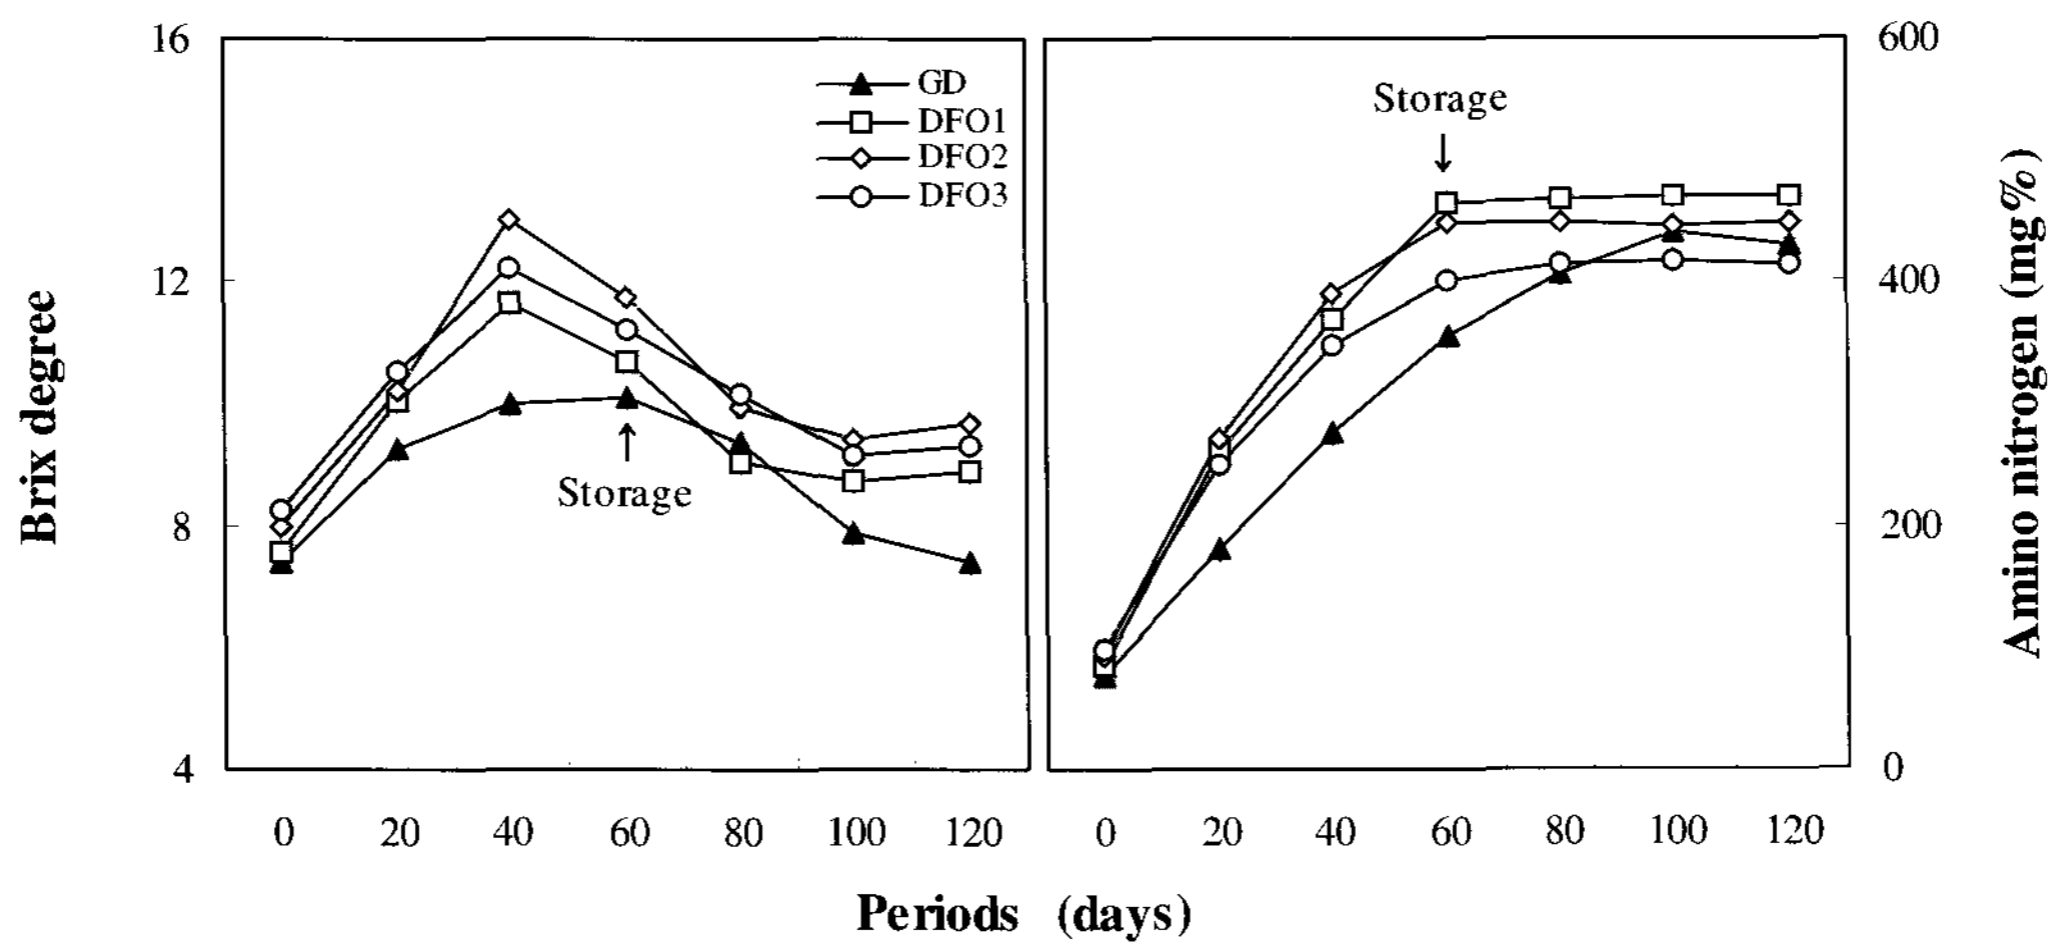 16
12
8
4
Brix degree
GD
DFO1
DFO2
DFO3
Storage
0 20 40 60 80 100 120
Storage
600
400
200
0
Amino nitrogen (mg%)
0 20 40 60 80 100 120
Periods (days)